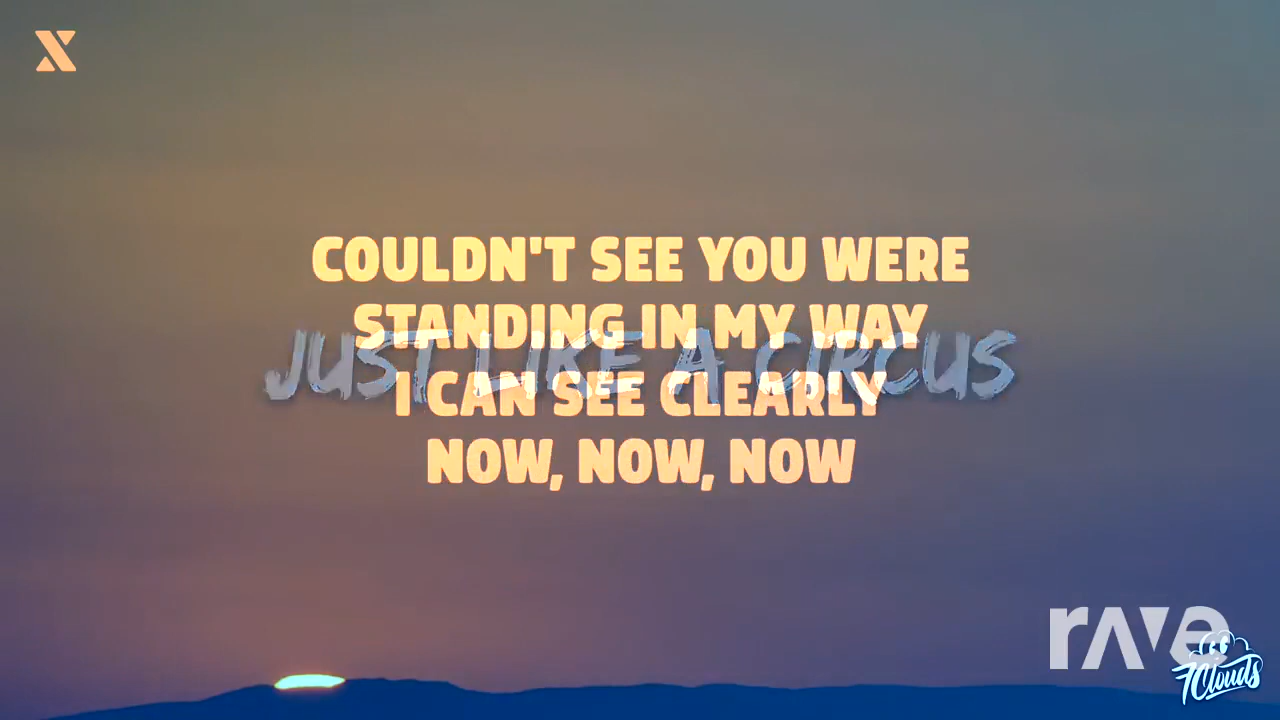 COULDN'T SEE YOU WERE
STANDING IN MY WAY
JUST LIKE A CIRCUS
I CAN SEE CLEARLY
NOW, NOW, NOW
rave
7Clouds